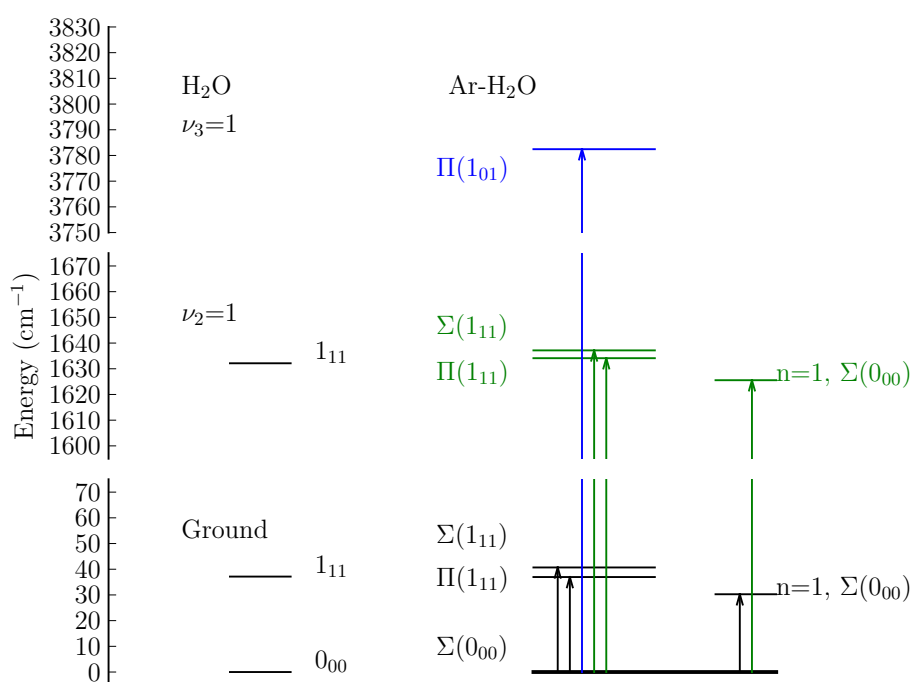 3830
3820
3810
3800
3790
3780
3770
3760
3750
1670
1660
1650
1640
1630
1620
1610
1600
70
60
50
40
30
20
10
0
Energy (cm⁻¹)
H₂O
ν₃=1
ν₂=1
1₁₁
Ground
1₁₁
0₀₀
Ar-H₂O
Π(1₀₁)
Σ(1₁₁)
Π(1₁₁)
n=1, Σ(0₀₀)
Σ(1₁₁)
Π(1₁₁)
n=1, Σ(0₀₀)
Σ(0₀₀)